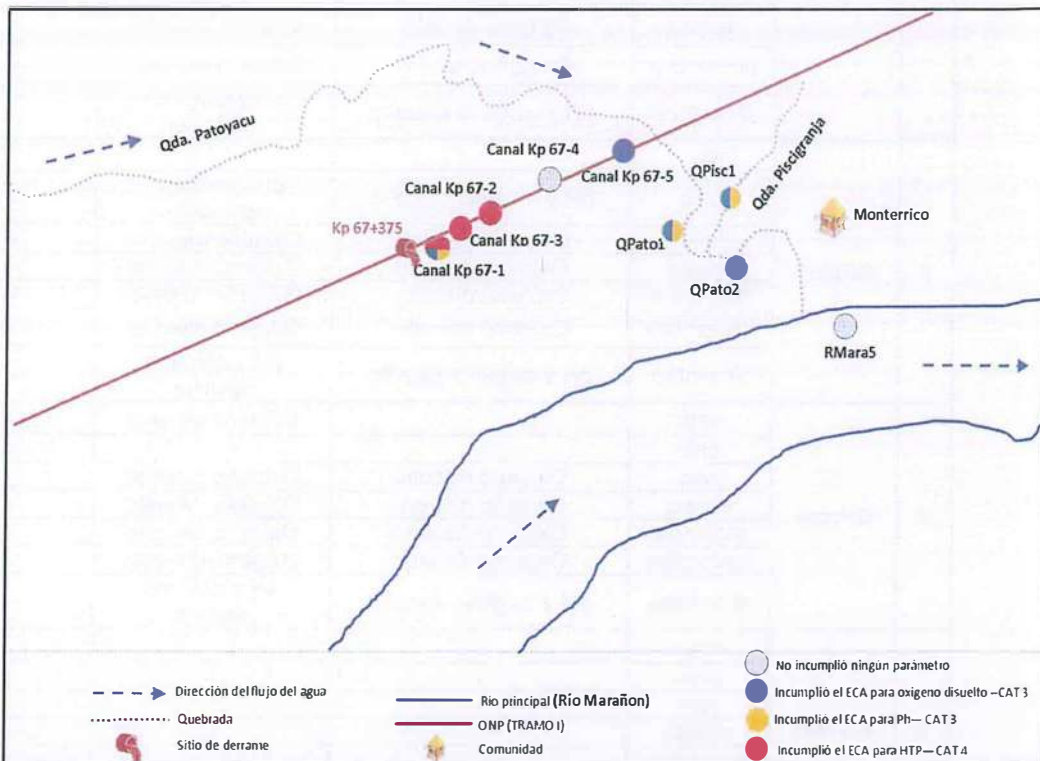 Qda. Patoyacu
Canal Kp 67-4
Canal Kp 67-5
QPisc1
Qda. Piscigranja
Canal Kp 67-2
Monterrico
Kp 67+375
Canal Kp 67-3
QPato1
Canal Kp 67-1
QPato2
RMara5
No incumplió ningún parámetro
Dirección del flujo del agua
Río principal (Río Marañon)
Incumplió el ECA para oxigeno disuelto –CAT 3
Quebrada
ONP (TRAMO I)
Incumplió el ECA para Ph— CAT 3
Sitio de derrame
Comunidad
Incumplió el ECA para HTP—CAT 4